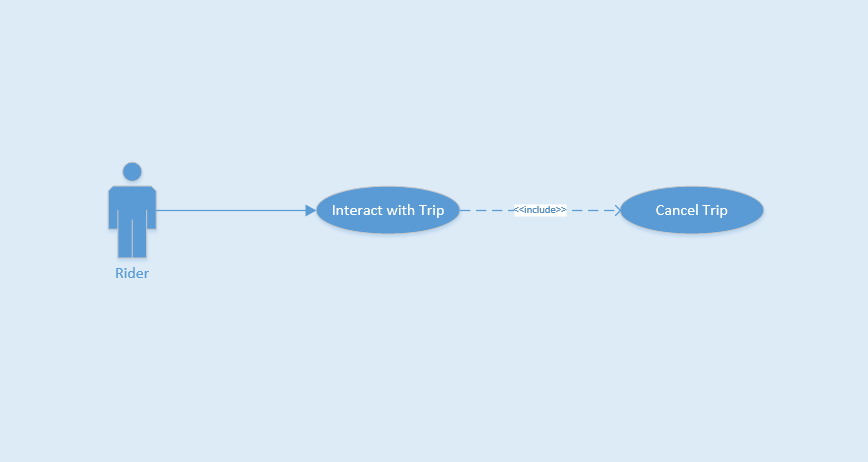 Interact with Trip
<<include>>
Cancel Trip
Rider